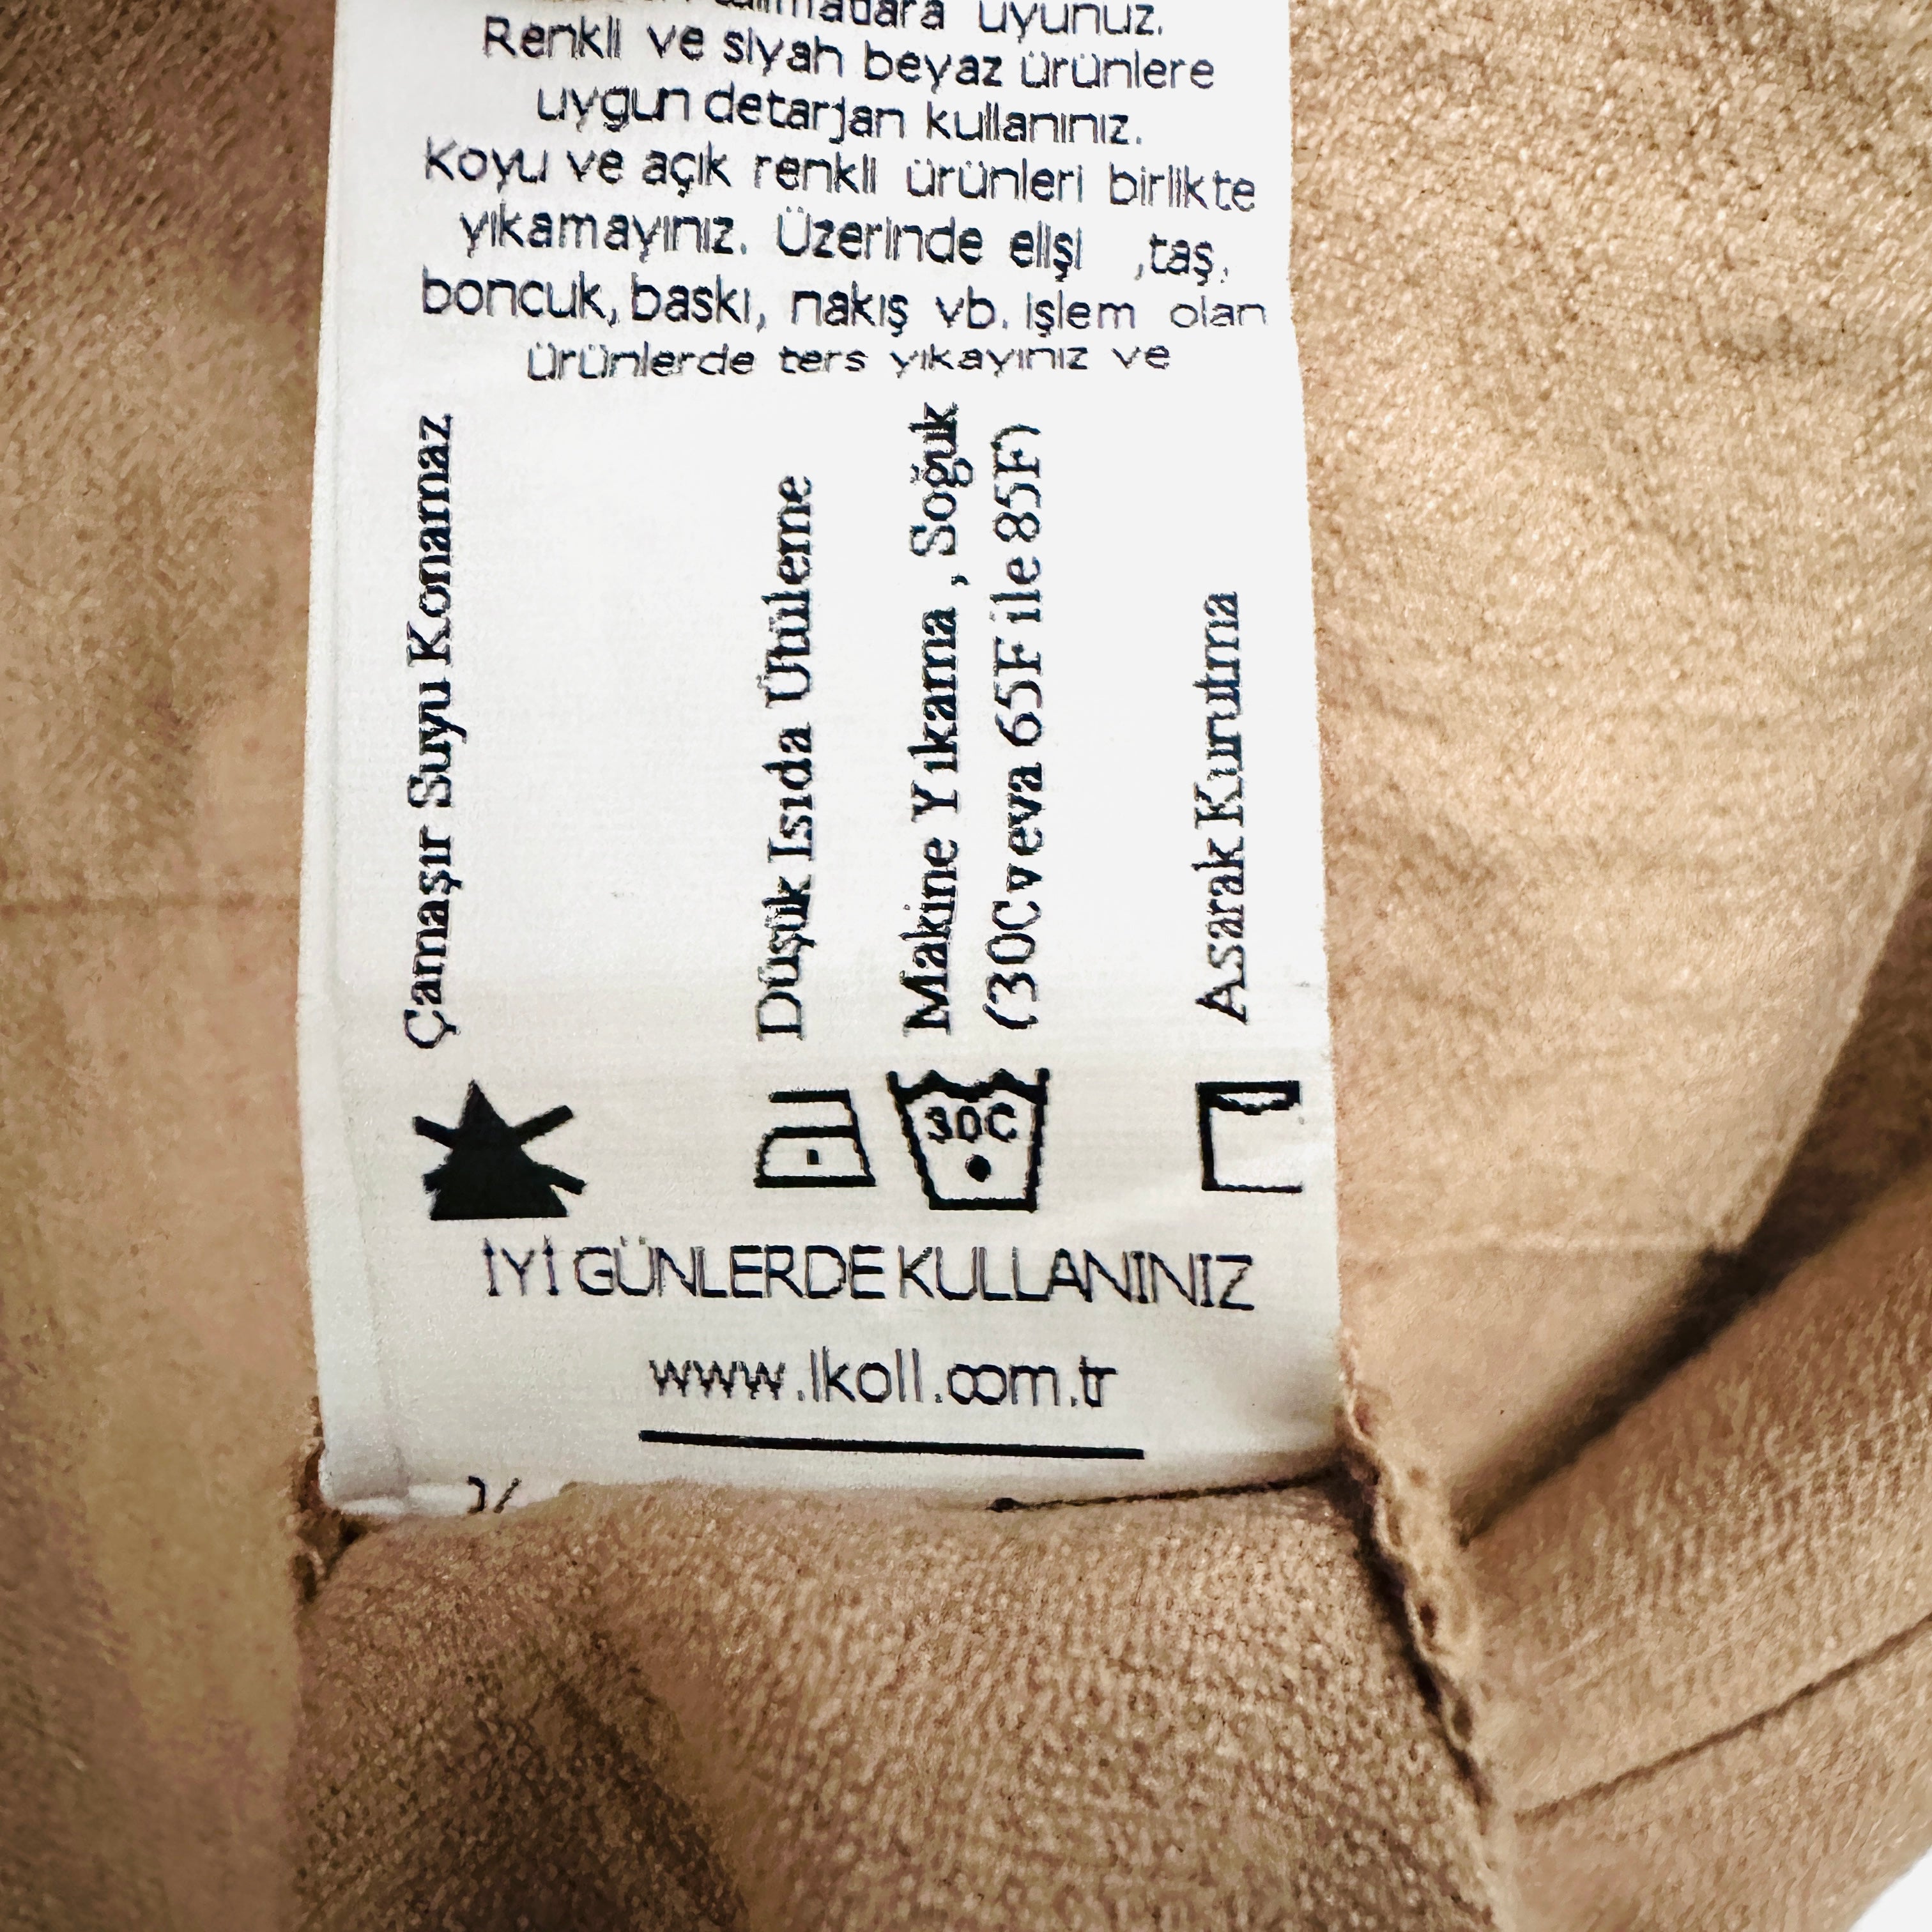 uyunuz.
Renkli ve siyah beyaz ürünlere
uygun detarjan kullanınız.
Koyu ve açık renkli ürünleri birlikte
yıkamayınız. Üzerinde elişi ,taş,
boncuk, baskı, nakış vb. işlem olan
ürünlerde ters yıkayınız ve
Çamaşır Suyu Konamaz
Düşük Isıda Ütüleme
Makine Yıkama , Soğuk
(30C veva 65F ile 85F)
Asarak Kurutma
30C
İYİ GÜNLERDE KULLANINIZ
www.lkoll.com.tr